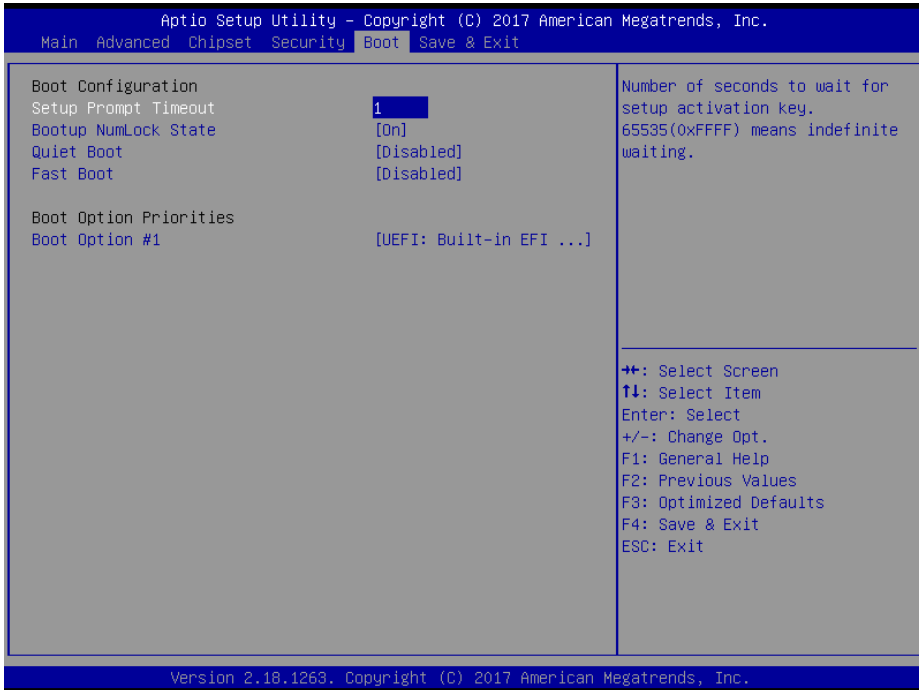 Aptio Setup Utility – Copyright (C) 2017 American Megatrends, Inc.
Main Advanced Chipset Security Boot Save & Exit
Boot Configuration
Setup Prompt Timeout 1
Bootup NumLock State [On]
Quiet Boot [Disabled]
Fast Boot [Disabled]
Boot Option Priorities
Boot Option #1 [UEFI: Built-in EFI ...]
Number of seconds to wait for
setup activation key.
65535(0xFFFF) means indefinite
waiting.
→←: Select Screen
↑↓: Select Item
Enter: Select
+/-: Change Opt.
F1: General Help
F2: Previous Values
F3: Optimized Defaults
F4: Save & Exit
ESC: Exit
Version 2.18.1263. Copyright (C) 2017 American Megatrends, Inc.